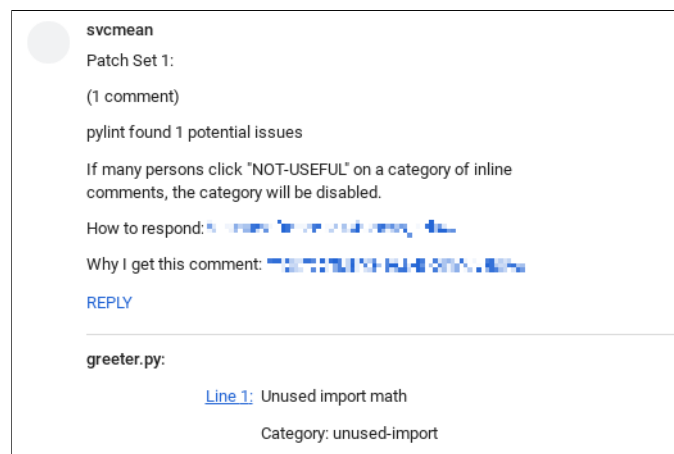 svcmean
Patch Set 1:
(1 comment)
pylint found 1 potential issues
If many persons click "NOT-USEFUL" on a category of inline
comments, the category will be disabled.
How to respond:
Why I get this comment:
REPLY
greeter.py:
Line 1: Unused import math
Category: unused-import